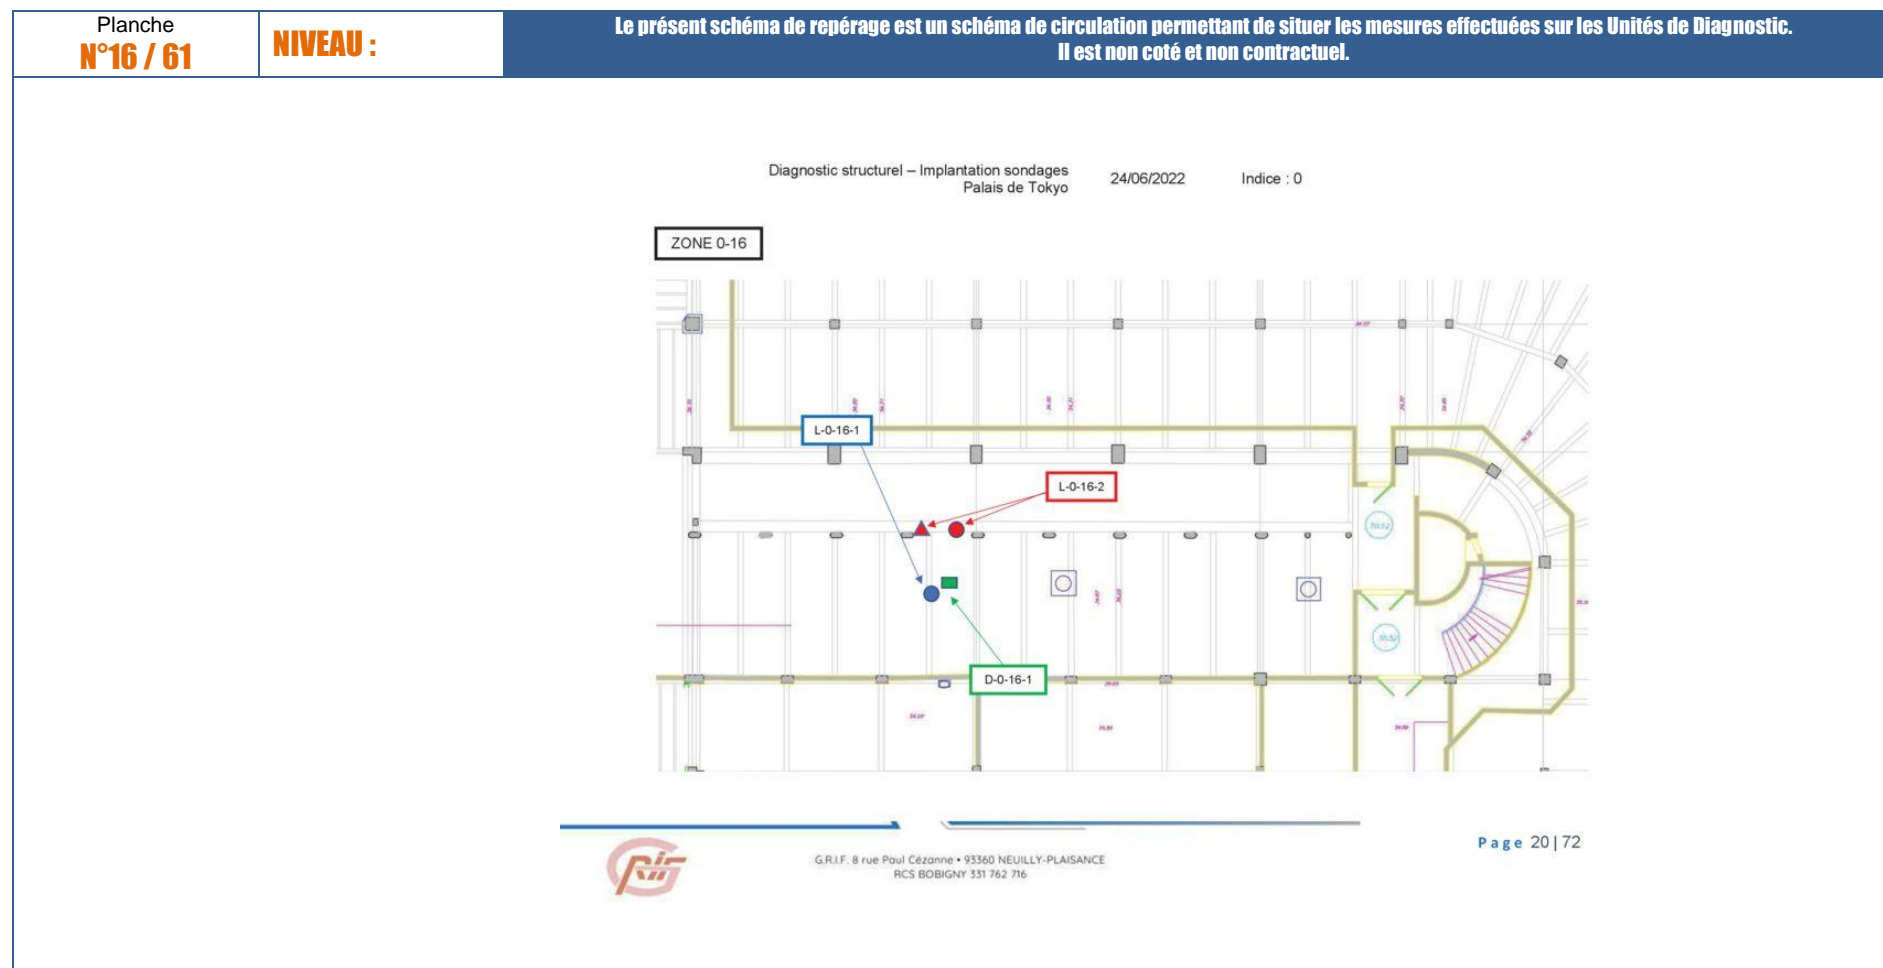 Planche
N°16 / 61
NIVEAU :
Le présent schéma de repérage est un schéma de circulation permettant de situer les mesures effectuées sur les Unités de Diagnostic.
Il est non coté et non contractuel.
Diagnostic structurel – Implantation sondages
Palais de Tokyo
24/06/2022
Indice : 0
ZONE 0-16
L-0-16-1
L-0-16-2
D-0-16-1
Page 20|72
G.R.I.F. 8 rue Paul Cézanne • 93360 NEUILLY-PLAISANCE
RCS BOBIGNY 331 762 716